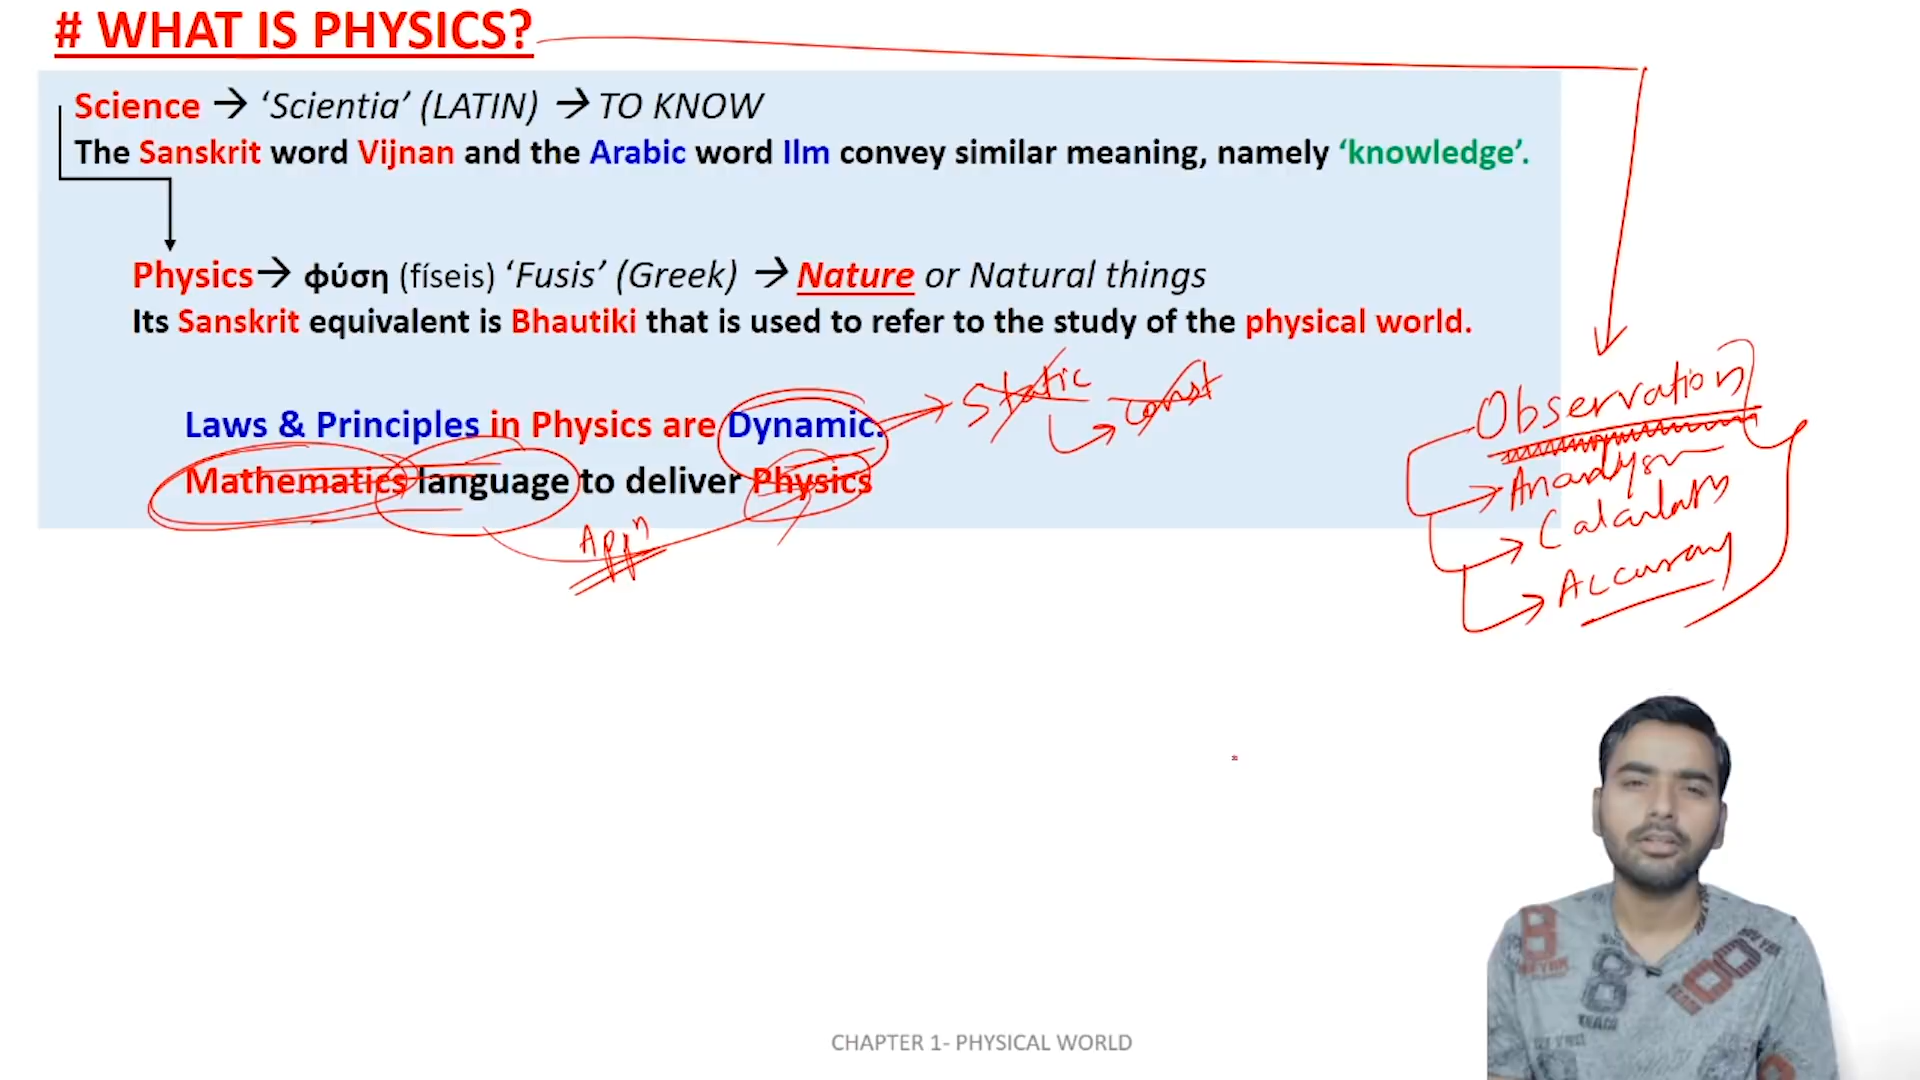 # WHAT IS PHYSICS?
Science → ‘Scientia’ (LATIN) → TO KNOW
The Sanskrit word Vijnan and the Arabic word Ilm convey similar meaning, namely ‘knowledge’.
Physics→ φύση (físeis) ‘Fusis’ (Greek) → Nature or Natural things
Its Sanskrit equivalent is Bhautiki that is used to refer to the study of the physical world.
Laws & Principles in Physics are Dynamic.
Static
const
Mathematics language to deliver Physics
Appn
Observation
Accuracy
CHAPTER 1- PHYSICAL WORLD